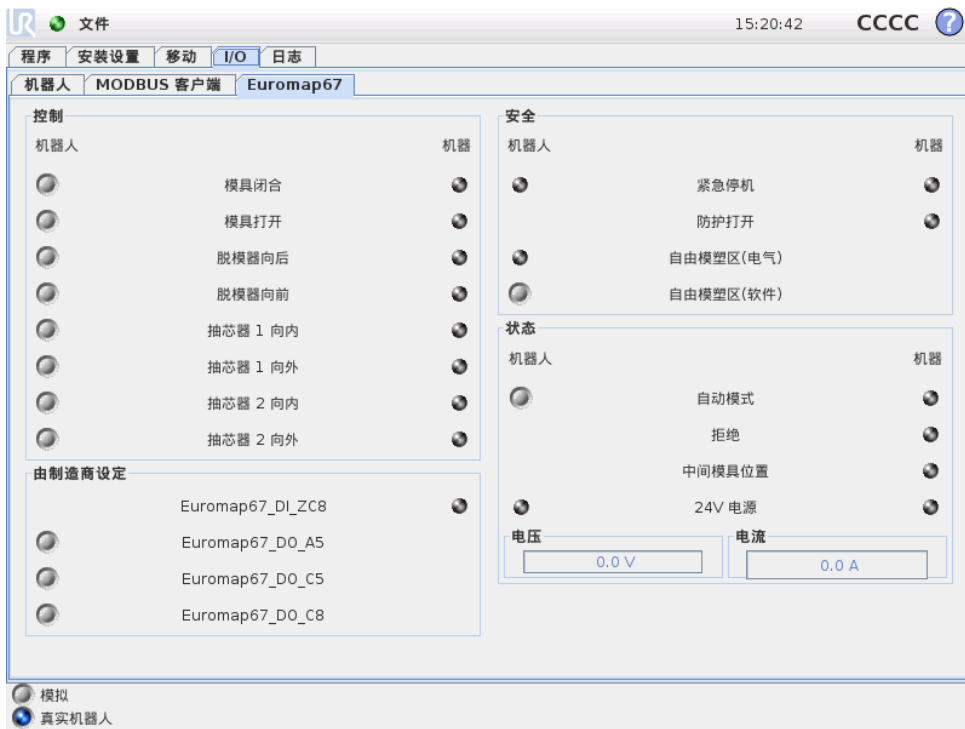 UR 文件 15:20:42 CCCC ?
程序 安装设置 移动 I/O 日志
机器人 MODBUS 客户端 Euromap67
控制
机器人 机器
模具闭合
模具打开
脱模器向后
脱模器向前
抽芯器 1 向内
抽芯器 1 向外
抽芯器 2 向内
抽芯器 2 向外
由制造商设定
Euromap67_DI_ZC8
Euromap67_DO_A5
Euromap67_DO_C5
Euromap67_DO_C8
安全
机器人 机器
紧急停机
防护打开
自由模塑区(电气)
自由模塑区(软件)
状态
机器人 机器
自动模式
拒绝
中间模具位置
24V 电源
电压 电流
0.0 V 0.0 A
模拟
真实机器人